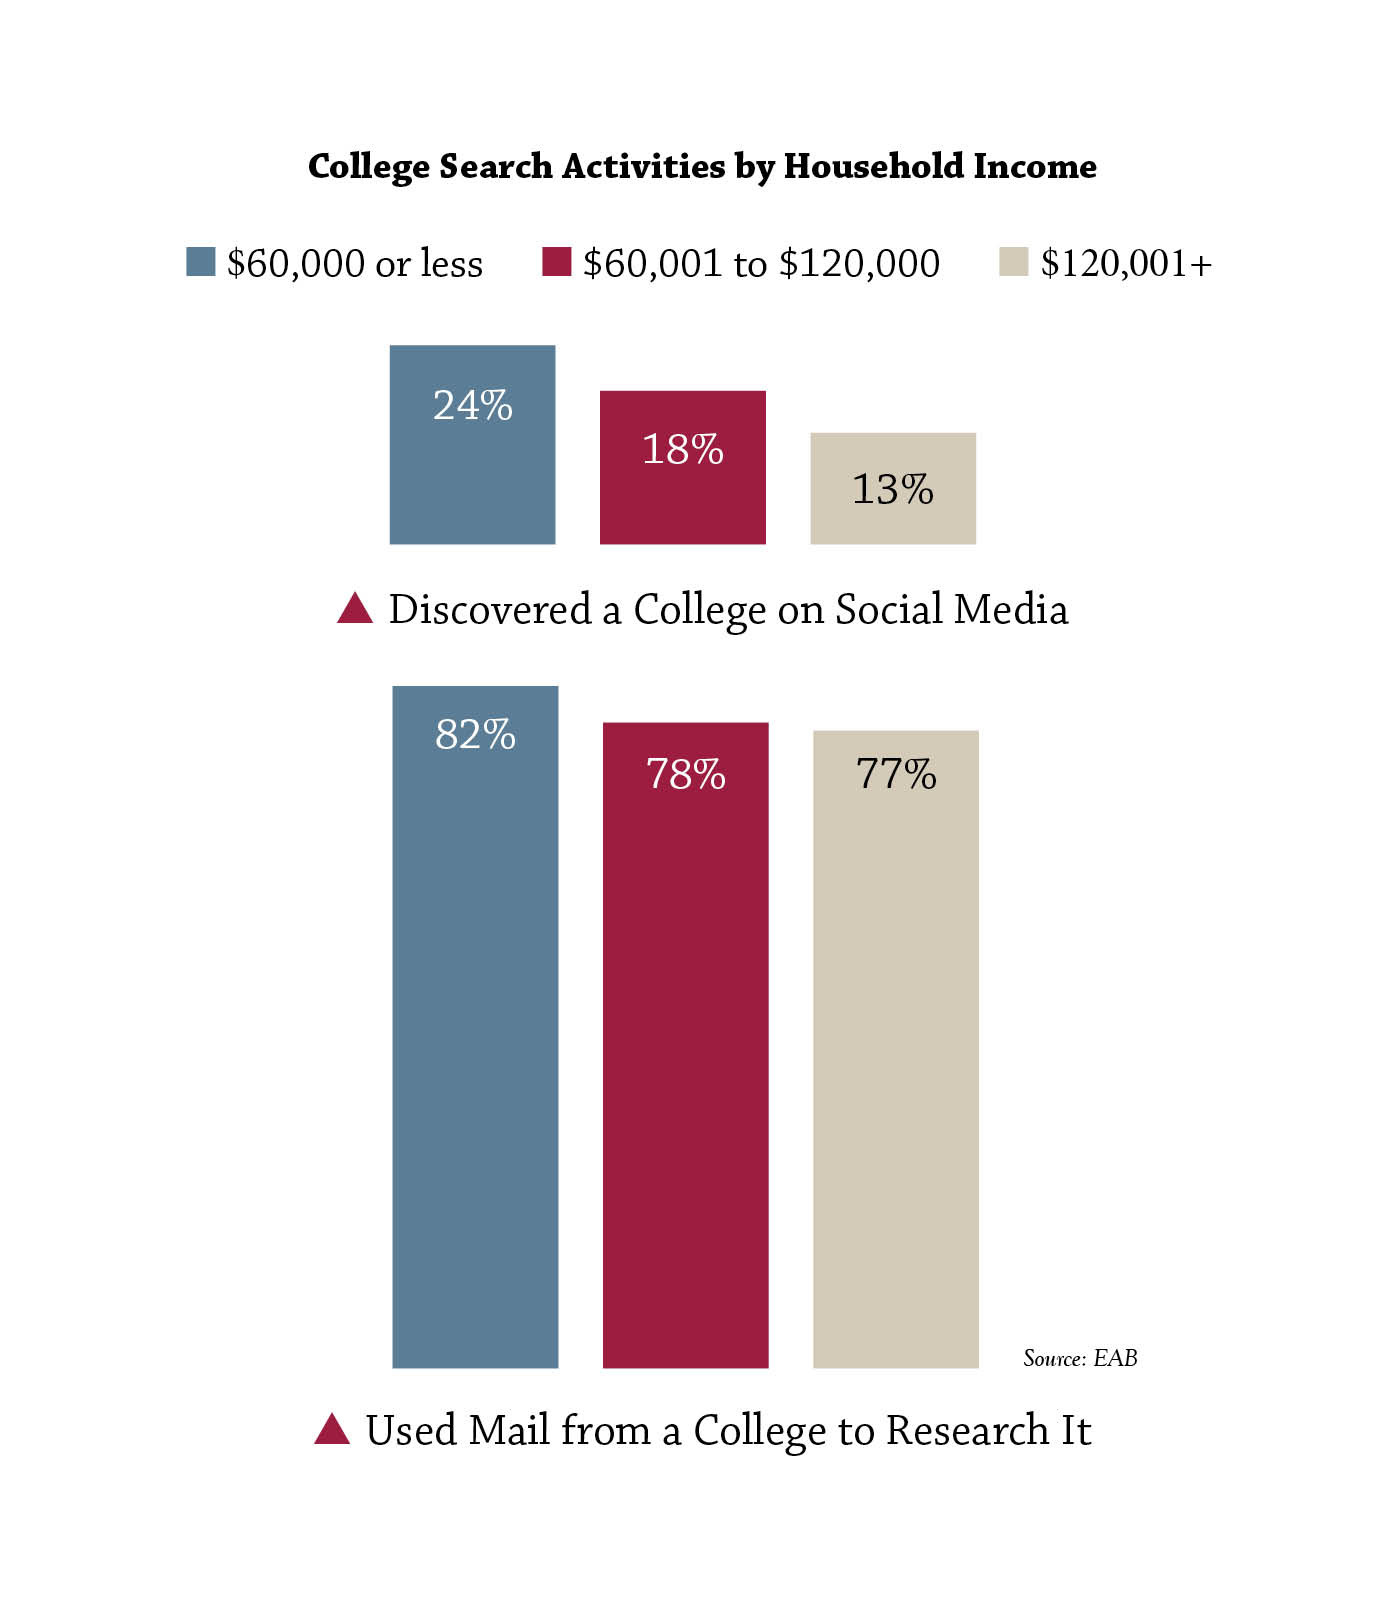 College Search Activities by Household Income
$60,000 or less $60,001 to $120,000 $120,001+
24% 18% 13%
Discovered a College on Social Media
82% 78% 77%
Source: EAB
Used Mail from a College to Research It